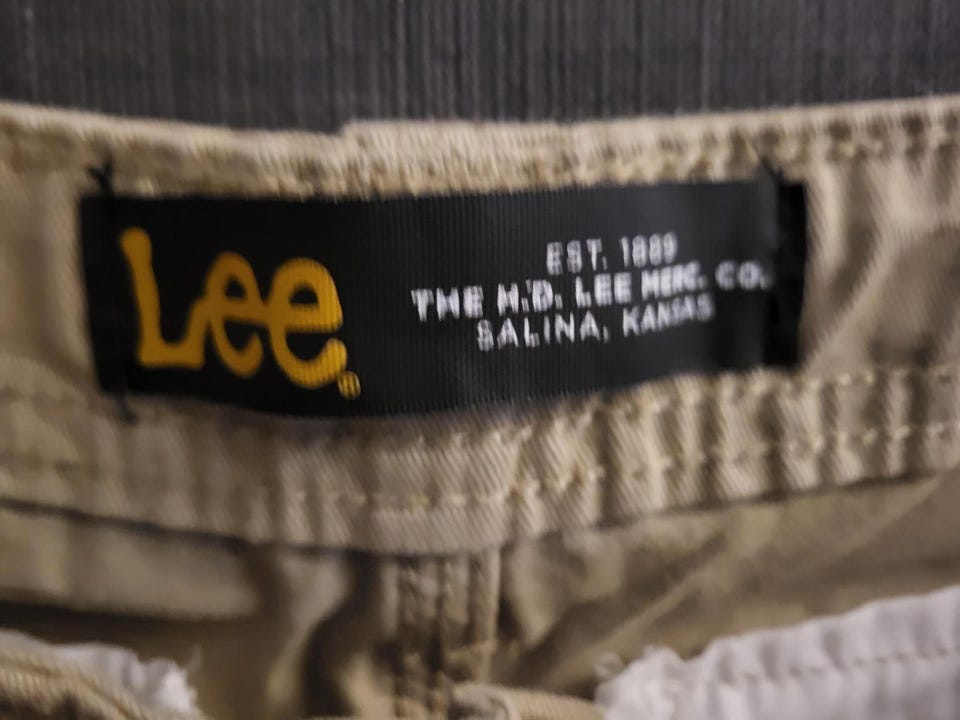 Lee®
EST. 1889
THE H.D. LEE MERC. CO.
SALINA, KANSAS